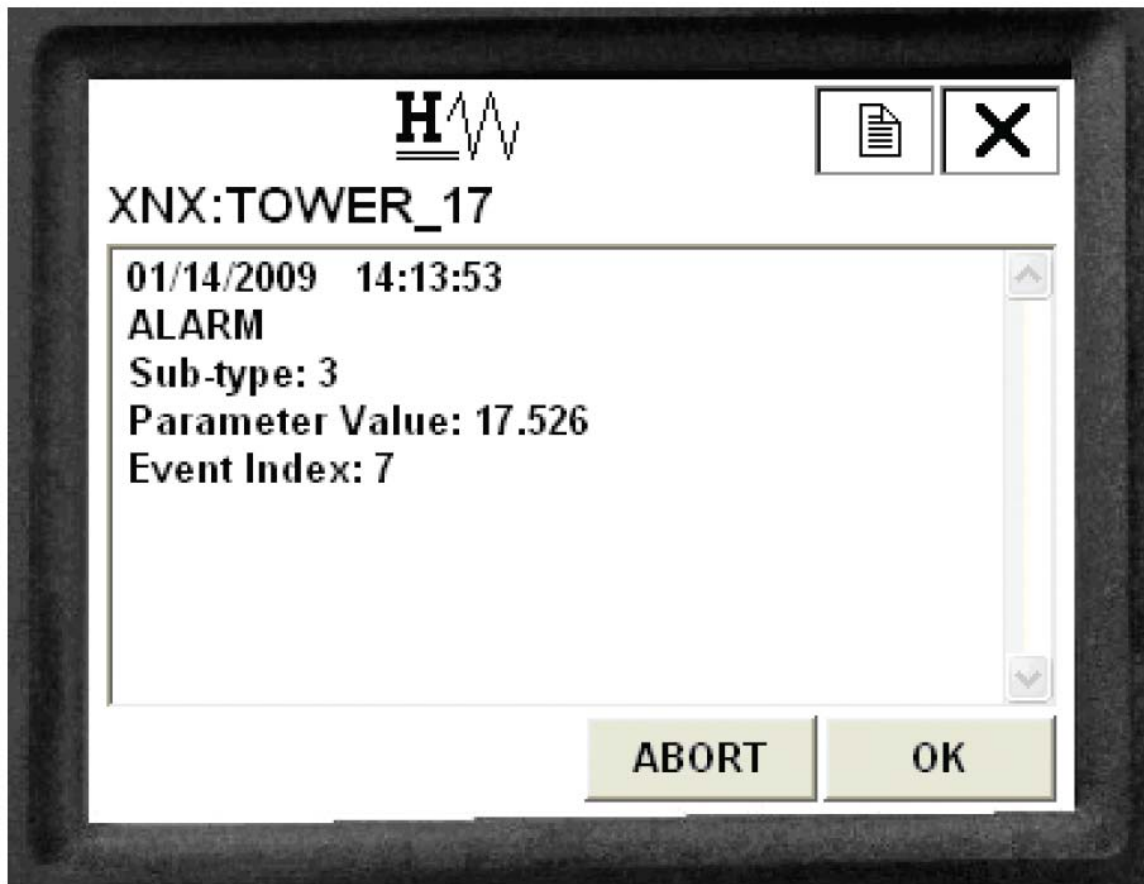 H
XNX:TOWER_17
01/14/2009 14:13:53
ALARM
Sub-type: 3
Parameter Value: 17.526
Event Index: 7
ABORT OK